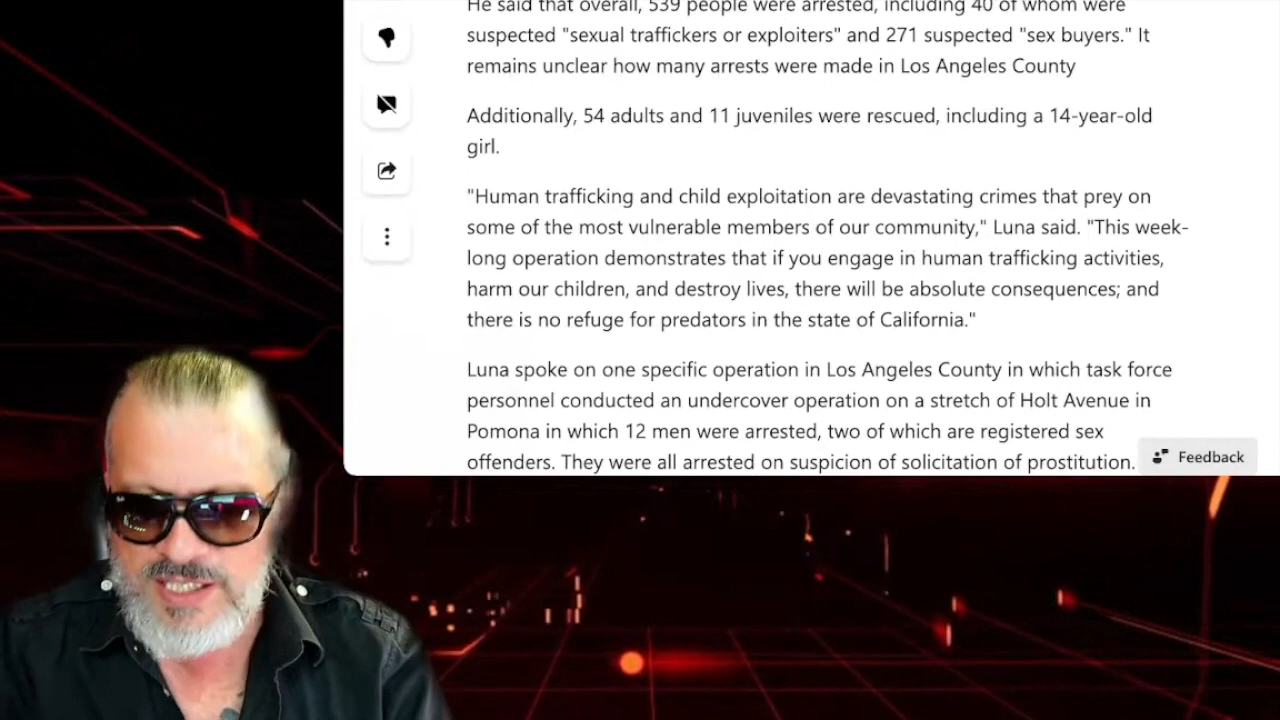 He said that overall, 539 people were arrested, including 40 of whom were
suspected "sexual traffickers or exploiters" and 271 suspected "sex buyers." It
remains unclear how many arrests were made in Los Angeles County
Additionally, 54 adults and 11 juveniles were rescued, including a 14-year-old
girl.
"Human trafficking and child exploitation are devastating crimes that prey on
some of the most vulnerable members of our community," Luna said. "This week-
long operation demonstrates that if you engage in human trafficking activities,
harm our children, and destroy lives, there will be absolute consequences; and
there is no refuge for predators in the state of California."
Luna spoke on one specific operation in Los Angeles County in which task force
personnel conducted an undercover operation on a stretch of Holt Avenue in
Pomona in which 12 men were arrested, two of which are registered sex
offenders. They were all arrested on suspicion of solicitation of prostitution.
Feedback